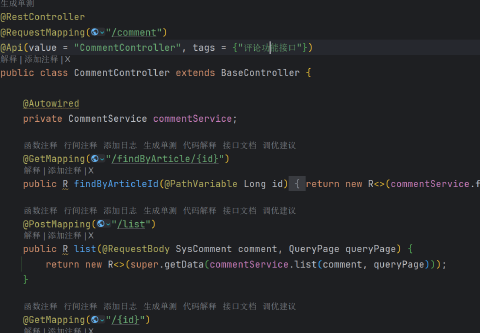 生成单测
@RestController
@RequestMapping("/comment")
@Api(value = "CommentController", tags = {"评论功能接口"})
解释 | 添加注释 | X
public class CommentController extends BaseController {
@Autowired
private CommentService commentService;
函数注释 行间注释 添加日志 生成单测 代码解释 接口文档 调优建议
@GetMapping("/findByArticle/{id}")
解释 | 添加注释 | X
public R findByArticleId(@PathVariable Long id) { return new R<>(commentService.f
函数注释 行间注释 添加日志 生成单测 代码解释 接口文档 调优建议
@PostMapping("/list")
解释 | 添加注释 | X
public R list(@RequestBody SysComment comment, QueryPage queryPage) {
return new R<>(super.getData(commentService.list(comment, queryPage)));
}
函数注释 行间注释 添加日志 生成单测 代码解释 接口文档 调优建议
@GetMapping("/{id}")
解释 | 添加注释 | X